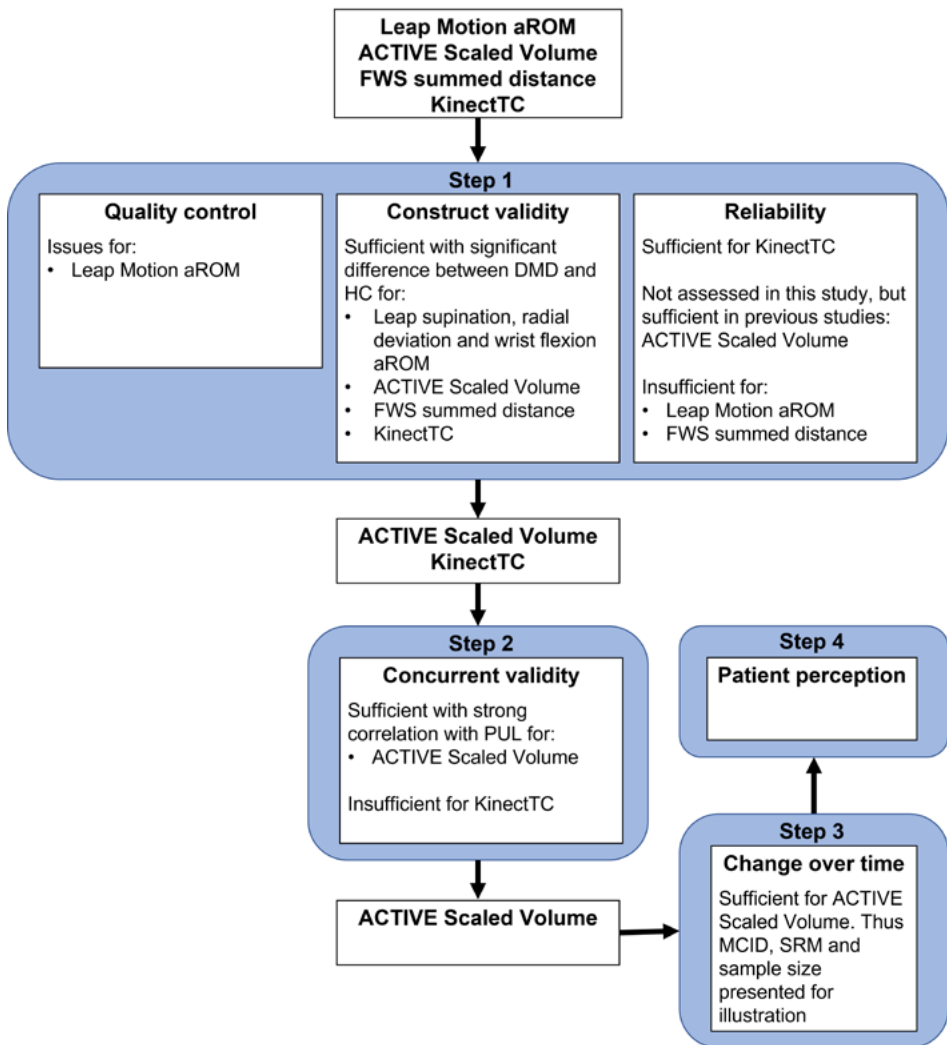 Leap Motion aROM
ACTIVE Scaled Volume
FWS summed distance
KinectTC
Step 1
Quality control
Issues for:
• Leap Motion aROM
Construct validity
Sufficient with significant
difference between DMD and
HC for:
• Leap supination, radial
deviation and wrist flexion
aROM
• ACTIVE Scaled Volume
• FWS summed distance
• KinectTC
Reliability
Sufficient for KinectTC
Not assessed in this study, but
sufficient in previous studies:
ACTIVE Scaled Volume
Insufficient for:
• Leap Motion aROM
• FWS summed distance
ACTIVE Scaled Volume
KinectTC
Step 2
Concurrent validity
Sufficient with strong
correlation with PUL for:
• ACTIVE Scaled Volume
Insufficient for KinectTC
ACTIVE Scaled Volume
Step 3
Change over time
Sufficient for ACTIVE
Scaled Volume. Thus
MCID, SRM and
sample size
presented for
illustration
Step 4
Patient perception